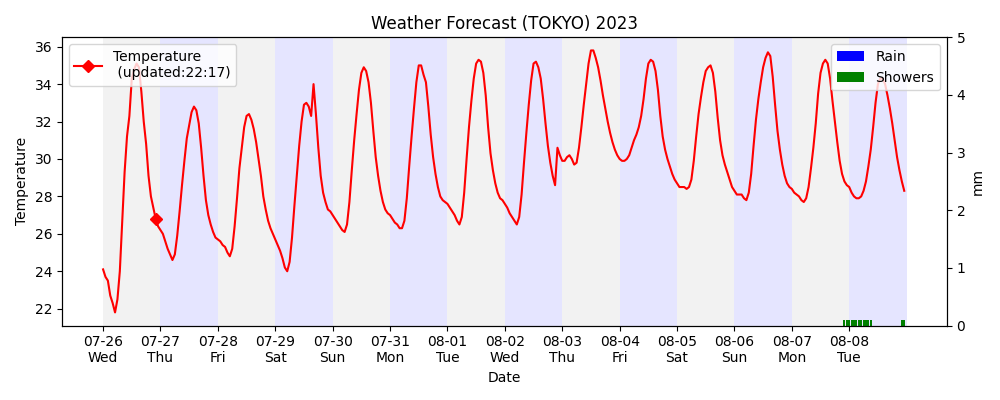 Weather Forecast (TOKYO) 2023
Temperature
(updated:22:17)
Rain
Showers
36
34
32
30
28
26
24
22
Temperature
5
4
3
2
1
0
mm
07-26 07-27 07-28 07-29 07-30 07-31 08-01 08-02 08-03 08-04 08-05 08-06 08-07 08-08
Wed Thu Fri Sat Sun Mon Tue Wed Thu Fri Sat Sun Mon Tue
Date